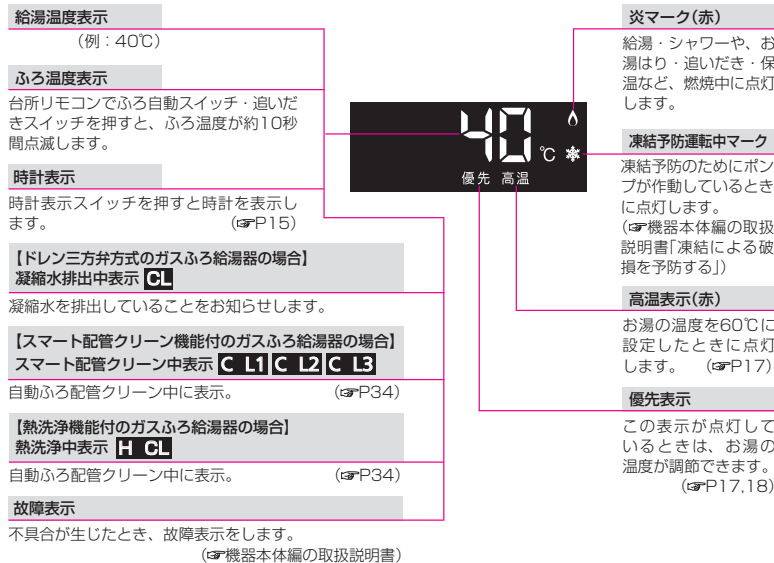 給湯温度表示
(例：40℃)
ふろ温度表示
台所リモコンでふろ自動スイッチ・追いだ
きスイッチを押すと、ふろ温度が約10秒
間点滅します。
時計表示
時計表示スイッチを押すと時計を表示し
ます。 (☞P15)
【ドレン三方弁方式のガスふろ給湯器の場合】
凝縮水排出中表示 CL
凝縮水を排出していることをお知らせします。
【スマート配管クリーン機能付のガスふろ給湯器の場合】
スマート配管クリーン中表示 C L1 C L2 C L3
自動ふろ配管クリーン中に表示。 (☞P34)
【熱洗浄機能付のガスふろ給湯器の場合】
熱洗浄中表示 H CL
自動ふろ配管クリーン中に表示。 (☞P34)
故障表示
不具合が生じたとき、故障表示をします。
(☞機器本体編の取扱説明書)
40 ℃
優先 高温
炎マーク(赤)
給湯・シャワーや、お
湯はり・追いだき・保
温など、燃焼中に点灯
します。
凍結予防運転中マーク
凍結予防のためにポン
プが作動しているとき
に点灯します。
(☞機器本体編の取扱
説明書「凍結による破
損を予防する」)
高温表示(赤)
お湯の温度を60℃に
設定したときに点灯
します。 (☞P17)
優先表示
この表示が点灯して
いるときは、お湯の
温度が調節できます。
(☞P17,18)